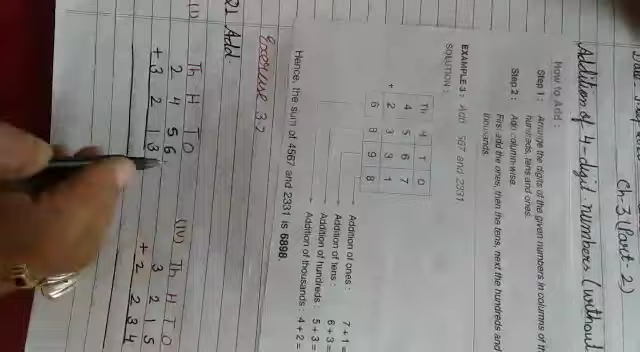 Ch. 3 (Part-2)
Addition of 4-digit numbers (without
How to Add :
Step 1 : Arrange the digits of the given numbers in columns of
hundreds, tens and ones.
Step 2 : Add column-wise.
First add the ones, then the tens, next the hundreds and
thousands.
EXAMPLE 3 : Add 567 and 2331.
SOLUTION :
Th H T O
4 5 6 7
+ 2 3 3 1
6 8 9 8
Addition of ones : 7 + 1 =
Addition of tens : 6 + 3 =
Addition of hundreds : 5 + 3 =
Addition of thousands : 4 + 2 =
Hence, the sum of 4567 and 2331 is 6898.
Exercise 3.2
2) Add.
(i) Th H T O
2 4 5 6
+ 3 2 1 3
(iv) Th H T O
3 2 1 5
+ 2 2 3 4